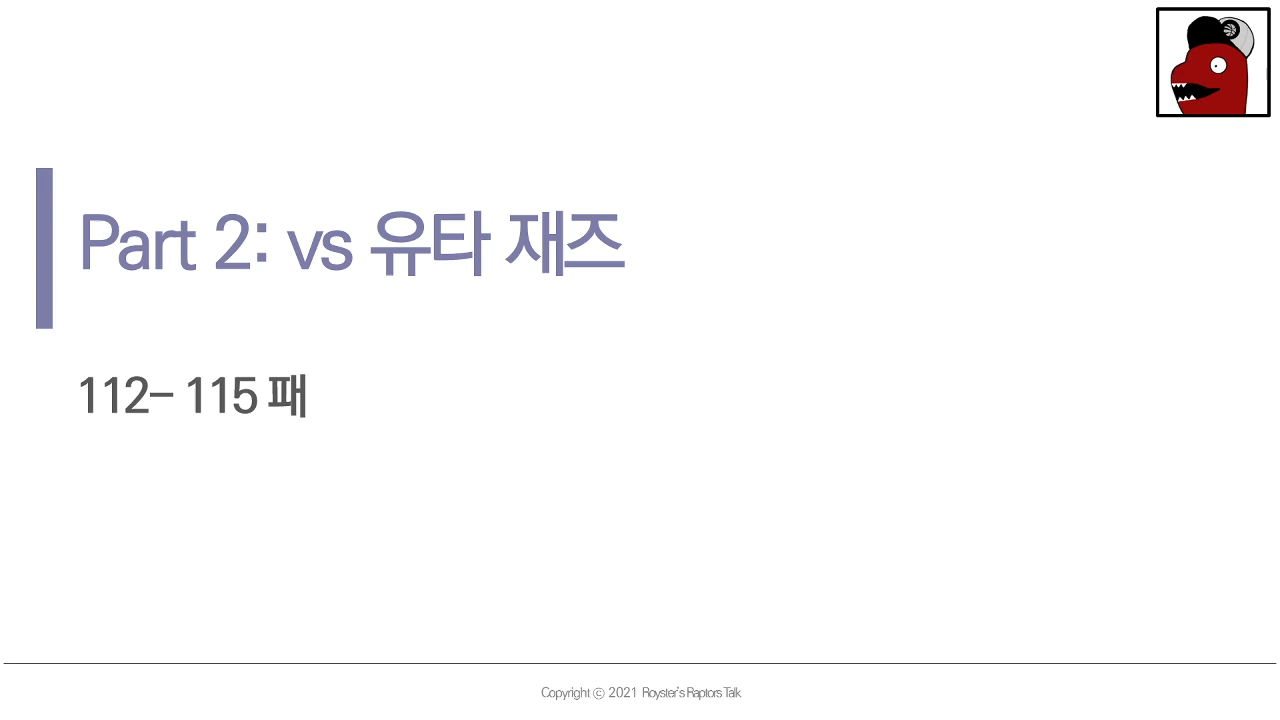 Part 2: vs 유타 재즈
112- 115 패
Copyright ⓒ 2021 Royster's Raptors Talk